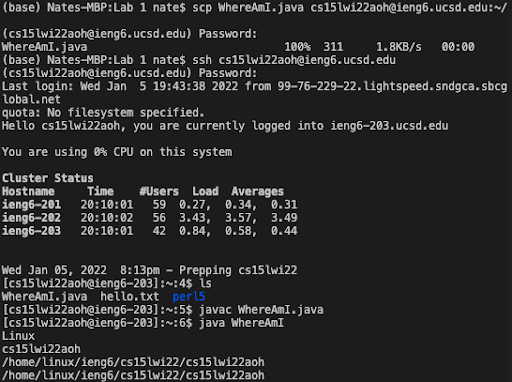 (base) Nates-MBP:Lab 1 nate$ scp WhereAmI.java cs15lwi22aoh@ieng6.ucsd.edu:~/
(cs15lwi22aoh@ieng6.ucsd.edu) Password:
WhereAmI.java 100% 311 1.8KB/s 00:00
(base) Nates-MBP:Lab 1 nate$ ssh cs15lwi22aoh@ieng6.ucsd.edu
(cs15lwi22aoh@ieng6.ucsd.edu) Password:
Last login: Wed Jan 5 19:43:38 2022 from 99-76-229-22.lightspeed.sndgca.sbcg
lobal.net
quota: No filesystem specified.
Hello cs15lwi22aoh, you are currently logged into ieng6-203.ucsd.edu
You are using 0% CPU on this system
Cluster Status
Hostname Time #Users Load Averages
ieng6-201 20:10:01 59 0.27, 0.34, 0.31
ieng6-202 20:10:02 56 3.43, 3.57, 3.49
ieng6-203 20:10:01 42 0.84, 0.58, 0.44
Wed Jan 05, 2022 8:13pm - Prepping cs15lwi22
[cs15lwi22aoh@ieng6-203]:~:4$ ls
WhereAmI.java hello.txt perl5
[cs15lwi22aoh@ieng6-203]:~:5$ javac WhereAmI.java
[cs15lwi22aoh@ieng6-203]:~:6$ java WhereAmI
Linux
cs15lwi22aoh
/home/linux/ieng6/cs15lwi22/cs15lwi22aoh
/home/linux/ieng6/cs15lwi22/cs15lwi22aoh